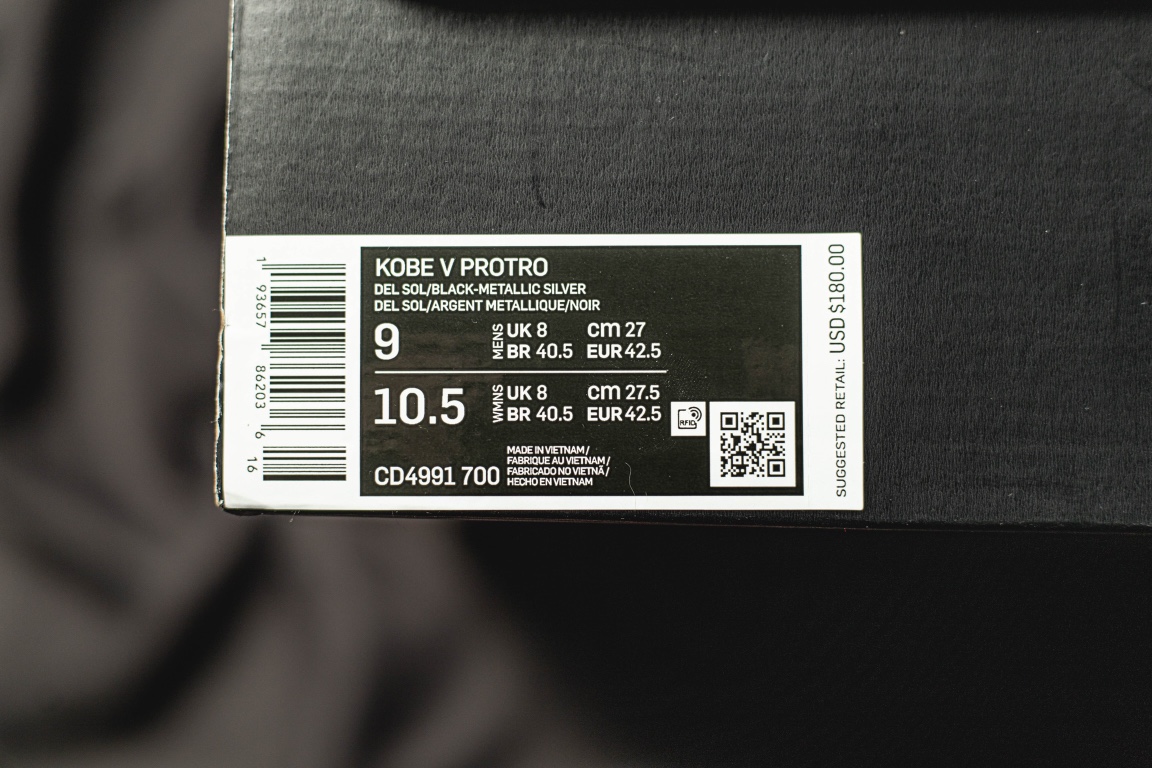 1 93657 86203 6 16
KOBE V PROTRO
DEL SOL/BLACK-METALLIC SILVER
DEL SOL/ARGENT METALLIQUE/NOIR
9 MENS UK 8 CM 27
BR 40.5 EUR 42.5
10.5 WMNS UK 8 CM 27.5
BR 40.5 EUR 42.5
RFID
CD4991 700
MADE IN VIETNAM /
FABRIQUE AU VIETNAM /
FABRICADO NO VIETNÃ /
HECHO EN VIETNAM
SUGGESTED RETAIL: USD $180.00